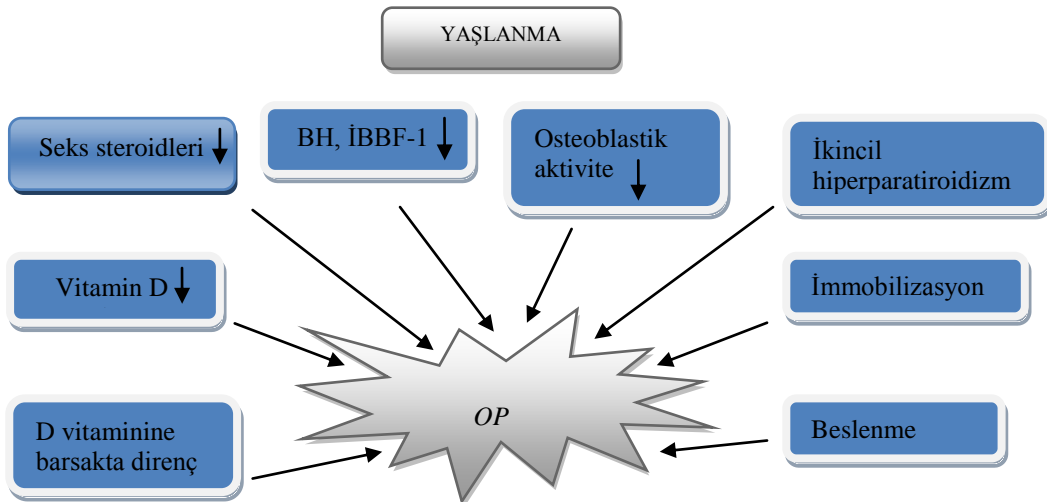 YAŞLANMA
Seks steroidleri
BH, İBBF-1
Osteoblastik
aktivite
İkincil
hiperparatiroidizm
Vitamin D
İmmobilizasyon
D vitaminine
barsakta direnç
OP
Beslenme